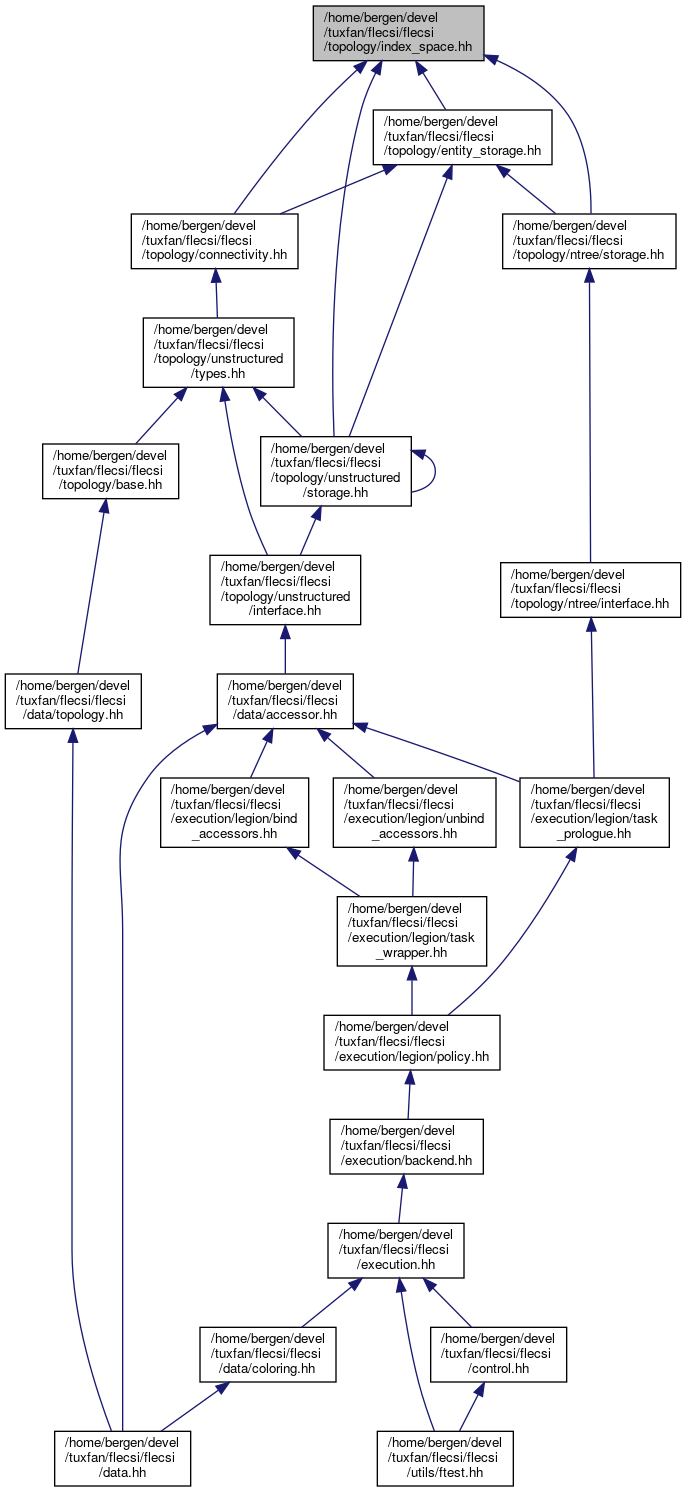 /home/bergen/devel
/tuxfan/flecsi/flecsi
/topology/index_space.hh
/home/bergen/devel
/tuxfan/flecsi/flecsi
/topology/entity_storage.hh
/home/bergen/devel
/tuxfan/flecsi/flecsi
/topology/connectivity.hh
/home/bergen/devel
/tuxfan/flecsi/flecsi
/topology/ntree/storage.hh
/home/bergen/devel
/tuxfan/flecsi/flecsi
/topology/unstructured
/types.hh
/home/bergen/devel
/tuxfan/flecsi/flecsi
/topology/base.hh
/home/bergen/devel
/tuxfan/flecsi/flecsi
/topology/unstructured
/storage.hh
/home/bergen/devel
/tuxfan/flecsi/flecsi
/topology/unstructured
/interface.hh
/home/bergen/devel
/tuxfan/flecsi/flecsi
/topology/ntree/interface.hh
/home/bergen/devel
/tuxfan/flecsi/flecsi
/data/topology.hh
/home/bergen/devel
/tuxfan/flecsi/flecsi
/data/accessor.hh
/home/bergen/devel
/tuxfan/flecsi/flecsi
/execution/legion/bind
_accessors.hh
/home/bergen/devel
/tuxfan/flecsi/flecsi
/execution/legion/unbind
_accessors.hh
/home/bergen/devel
/tuxfan/flecsi/flecsi
/execution/legion/task
_prologue.hh
/home/bergen/devel
/tuxfan/flecsi/flecsi
/execution/legion/task
_wrapper.hh
/home/bergen/devel
/tuxfan/flecsi/flecsi
/execution/legion/policy.hh
/home/bergen/devel
/tuxfan/flecsi/flecsi
/execution/backend.hh
/home/bergen/devel
/tuxfan/flecsi/flecsi
/execution.hh
/home/bergen/devel
/tuxfan/flecsi/flecsi
/data/coloring.hh
/home/bergen/devel
/tuxfan/flecsi/flecsi
/control.hh
/home/bergen/devel
/tuxfan/flecsi/flecsi
/data.hh
/home/bergen/devel
/tuxfan/flecsi/flecsi
/utils/ftest.hh